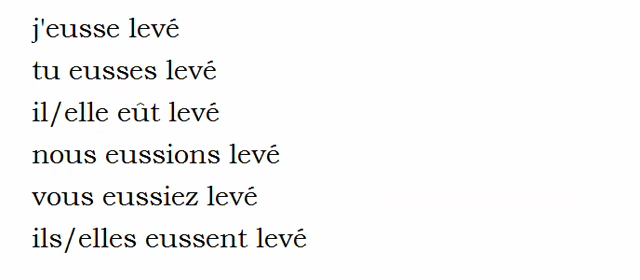 j'eusse levé
tu eusses levé
il/elle eût levé
nous eussions levé
vous eussiez levé
ils/elles eussent levé